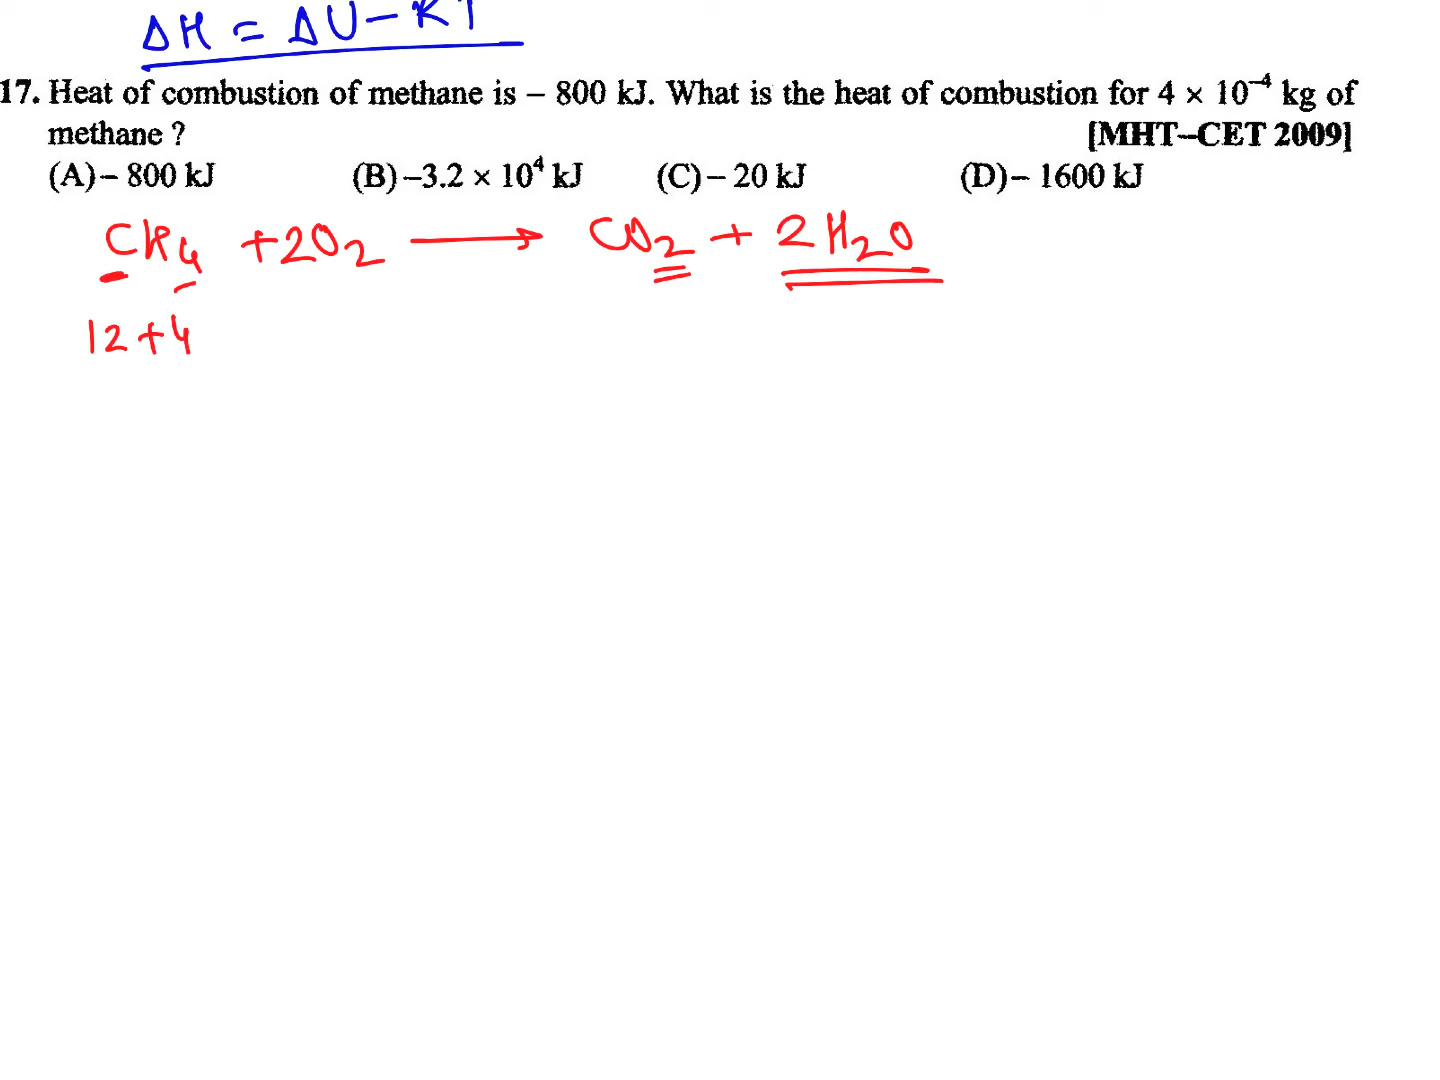 ΔH = ΔU – RT
17. Heat of combustion of methane is – 800 kJ. What is the heat of combustion for 4 × 10⁻⁴ kg of
methane ? [MHT–CET 2009]
(A) – 800 kJ (B) –3.2 × 10⁴ kJ (C) – 20 kJ (D) – 1600 kJ
CH₄ + 2O₂ ⟶ CO₂ + 2H₂O
12 + 4